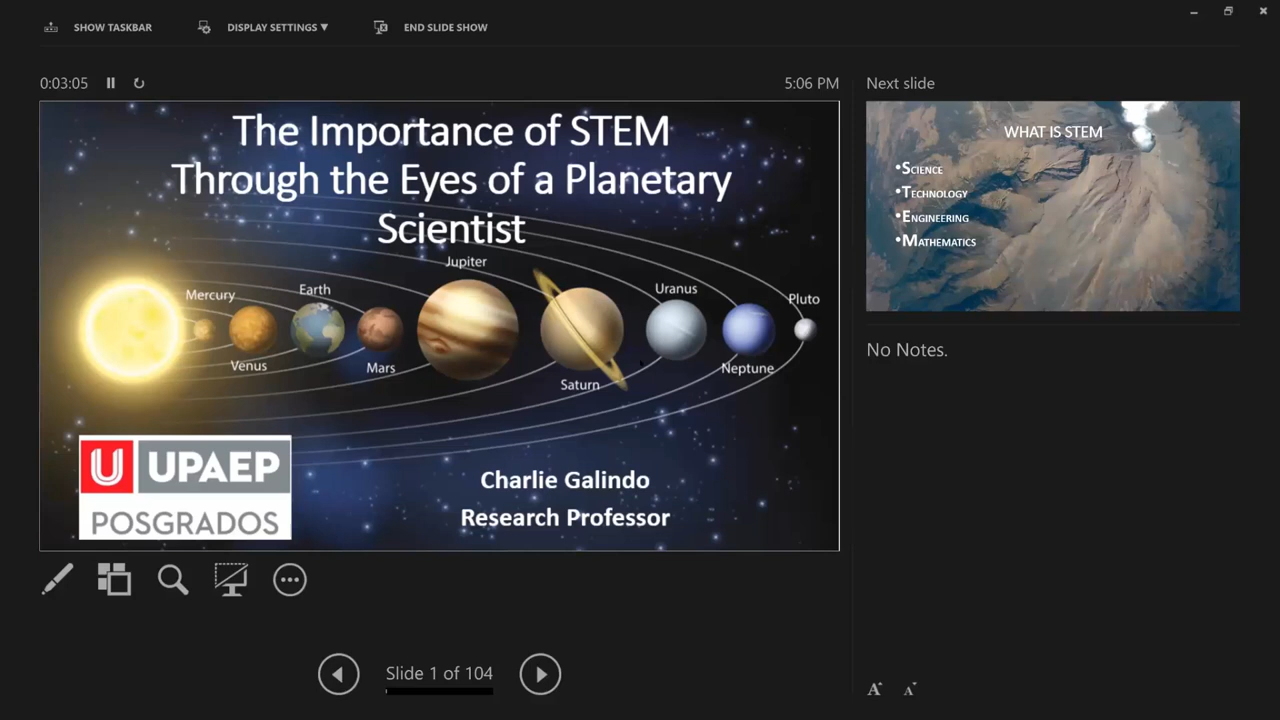 SHOW TASKBAR
DISPLAY SETTINGS ▼
END SLIDE SHOW
0:03:05
5:06 PM
The Importance of STEM
Through the Eyes of a Planetary
Scientist
Jupiter
Mercury
Earth
Uranus
Pluto
Venus
Mars
Saturn
Neptune
U UPAEP
POSGRADOS
Charlie Galindo
Research Professor
Slide 1 of 104
Next slide
WHAT IS STEM
•SCIENCE
•TECHNOLOGY
•ENGINEERING
•MATHEMATICS
No Notes.
A A